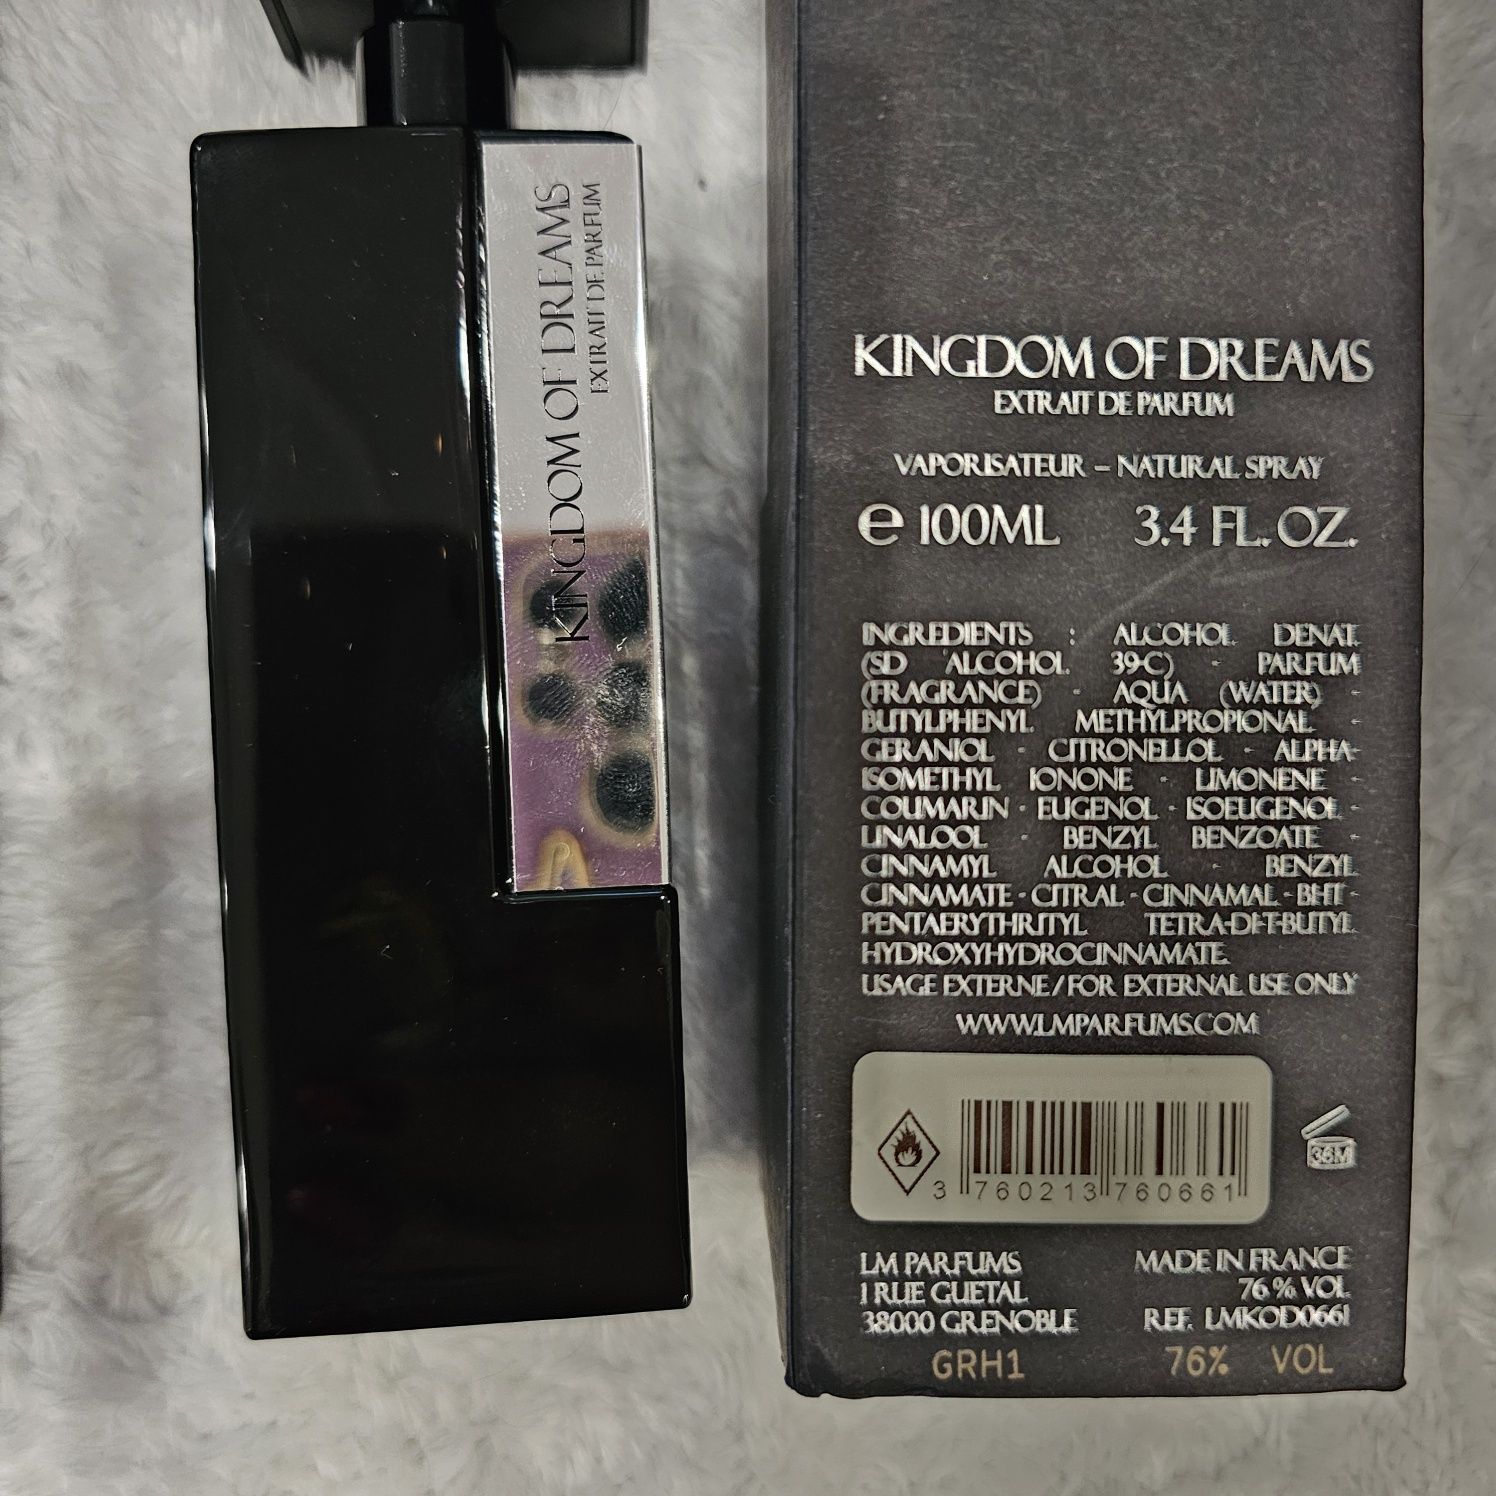 KINGDOM OF DREAMS
EXTRAIT DE PARFUM
KINGDOM OF DREAMS
EXTRAIT DE PARFUM
VAPORISATEUR – NATURAL SPRAY
e 100ML 3.4 FL. OZ.
INGREDIENTS : ALCOHOL DENAT.
(SD ALCOHOL 39-C) - PARFUM
(FRAGRANCE) - AQUA (WATER) -
BUTYLPHENYL METHYLPROPIONAL -
GERANIOL - CITRONELLOL - ALPHA-
ISOMETHYL IONONE - LIMONENE -
COUMARIN - EUGENOL - ISOEUGENOL -
LINALOOL - BENZYL BENZOATE -
CINNAMYL ALCOHOL - BENZYL
CINNAMATE - CITRAL - CINNAMAL - BHT -
PENTAERYTHRITYL TETRA-DI-T-BUTYL
HYDROXYHYDROCINNAMATE.
USAGE EXTERNE / FOR EXTERNAL USE ONLY
WWW.LMPARFUMS.COM
3 760213 760661
36M
LM PARFUMS
1 RUE GUETAL
38000 GRENOBLE
MADE IN FRANCE
76 % VOL
REF. LMKOD0661
GRH1 76% VOL